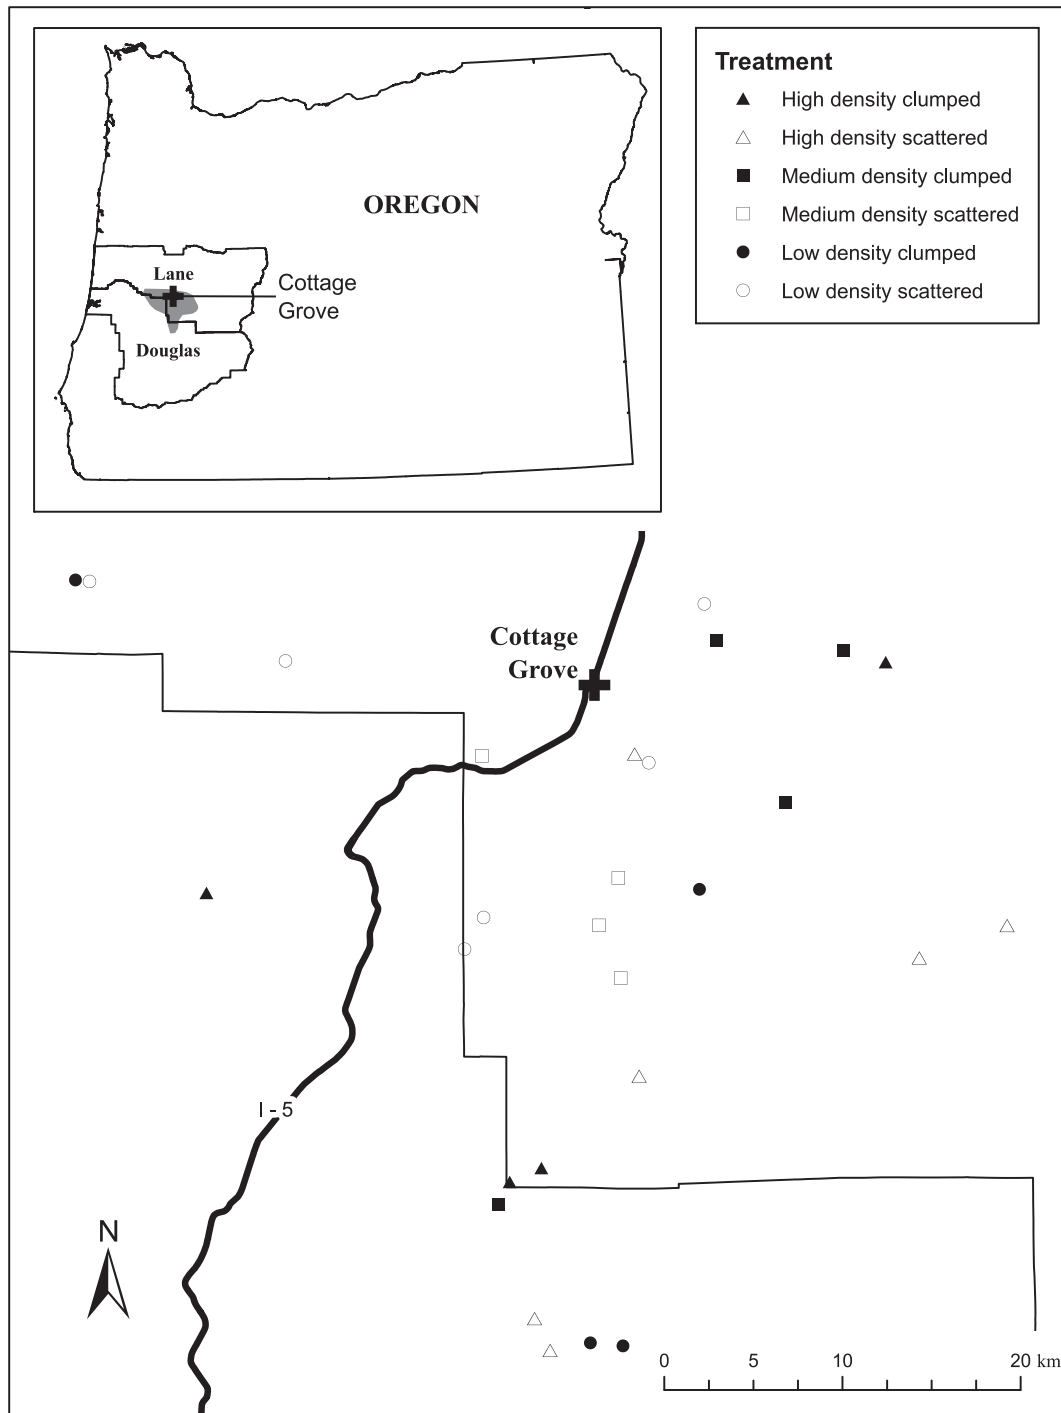 OREGON
Lane
Cottage
Grove
Douglas
Treatment
High density clumped
High density scattered
Medium density clumped
Medium density scattered
Low density clumped
Low density scattered
Cottage
Grove
I - 5
N
0 5 10 20 km